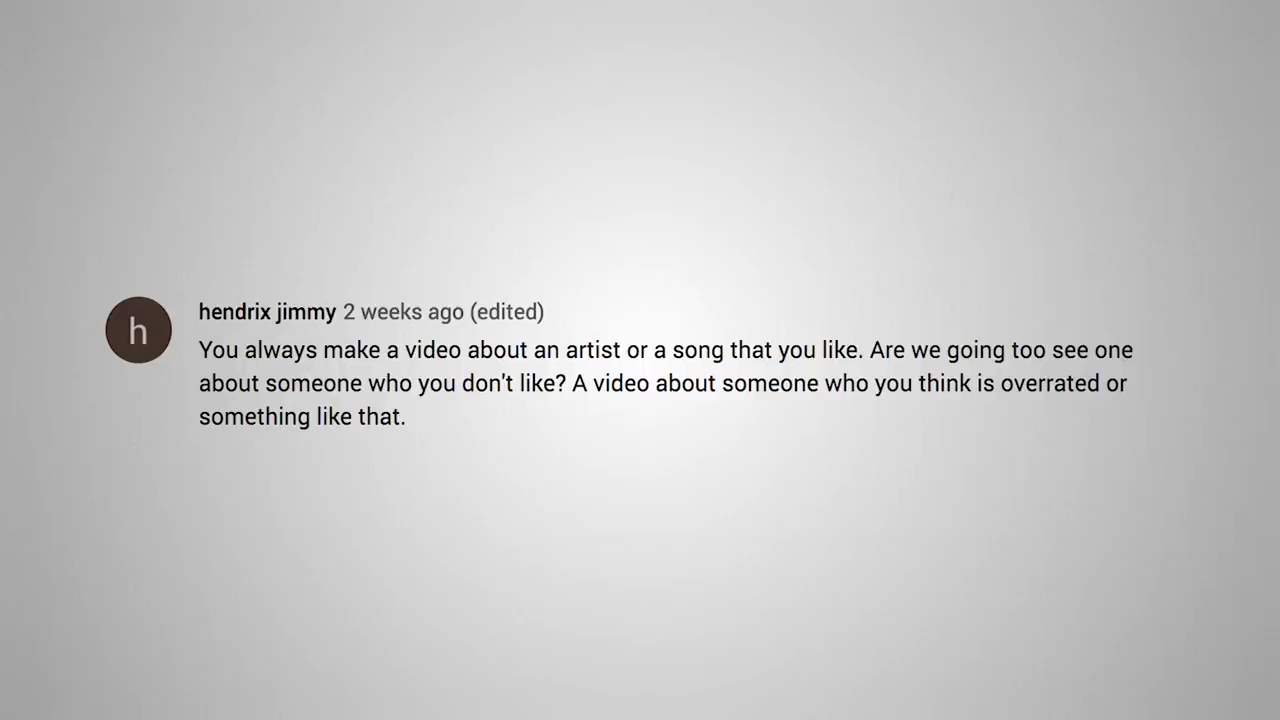 h
hendrix jimmy 2 weeks ago (edited)
You always make a video about an artist or a song that you like. Are we going too see one
about someone who you don't like? A video about someone who you think is overrated or
something like that.